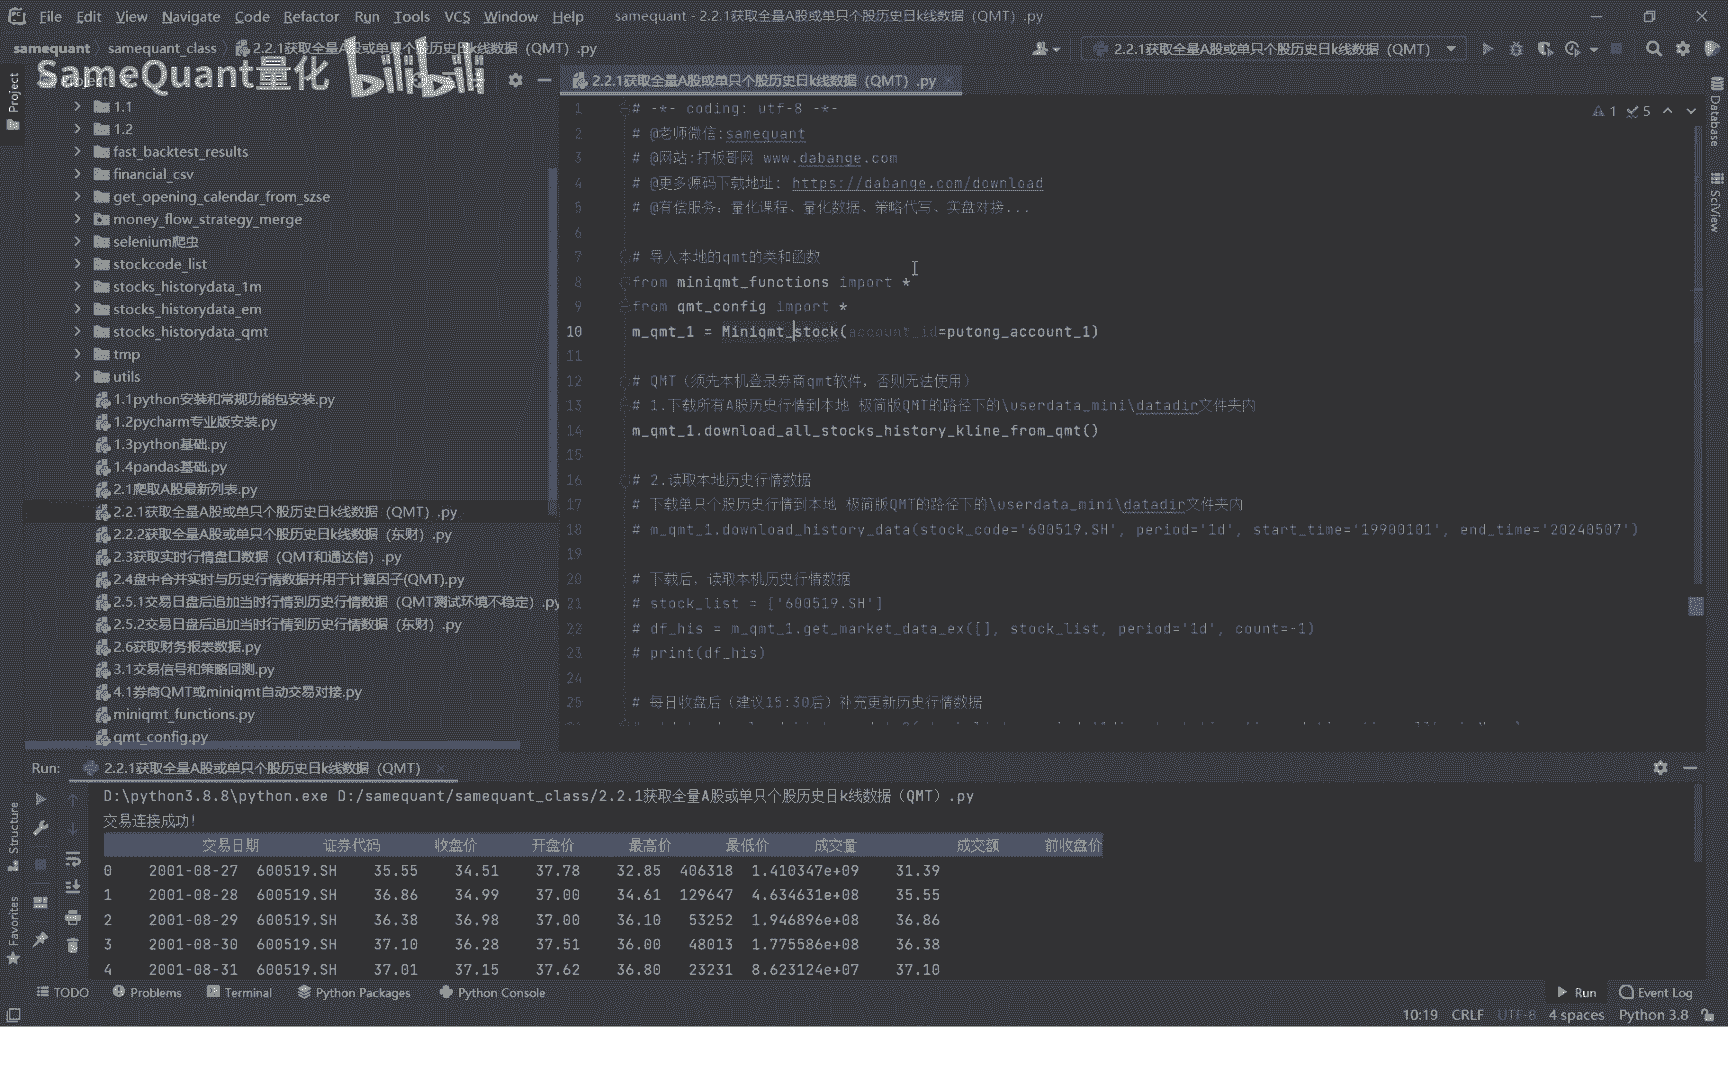 File Edit View Navigate Code Refactor Run Tools VCS Window Help samequant - 2.2.1获取全量A股或单只个股历史日k线数据（QMT）.py
samequant samequant_class 2.2.1获取全量A股或单只个股历史日k线数据（QMT）.py
2.2.1获取全量A股或单只个股历史日k线数据（QMT）
SameQuant量化 bilibili
Project
1.1
1.2
fast_backtest_results
financial_csv
get_opening_calendar_from_szse
money_flow_strategy_merge
selenium爬虫
stockcode_list
stocks_historydata_1m
stocks_historydata_em
stocks_historydata_qmt
tmp
utils
1.1python安装和常规功能包安装.py
1.2pycharm专业版安装.py
1.3python基础.py
1.4pandas基础.py
2.1爬取A股最新列表.py
2.2.1获取全量A股或单只个股历史日k线数据（QMT）.py
2.2.2获取全量A股或单只个股历史日k线数据（东财）.py
2.3获取实时行情盘口数据（QMT和通达信）.py
2.4盘中合并实时与历史行情数据并用于计算因子(QMT).py
2.5.1交易日盘后追加当时行情到历史行情数据（QMT测试环境不稳定）.py
2.5.2交易日盘后追加当时行情到历史行情数据（东财）.py
2.6获取财务报表数据.py
3.1交易信号和策略回测.py
4.1券商QMT或miniqmt自动交易对接.py
miniqmt_functions.py
qmt_config.py
2.2.1获取全量A股或单只个股历史日k线数据（QMT）.py
1 5
1 # -*- coding: utf-8 -*-
2 # @老师微信:samequant
3 # @网站:打板哥网 www.dabange.com
4 # @更多源码下载地址: https://dabange.com/download
5 # @有偿服务：量化课程、量化数据、策略代写、实盘对接...
6
7 # 导入本地的qmt的类和函数
8 from miniqmt_functions import *
9 from qmt_config import *
10 m_qmt_1 = Miniqmt_stock(account_id=putong_account_1)
11
12 # QMT（须先本机登录券商qmt软件，否则无法使用）
13 # 1.下载所有A股历史行情到本地 极简版QMT的路径下的\userdata_mini\datadir文件夹内
14 m_qmt_1.download_all_stocks_history_kline_from_qmt()
15
16 # 2.读取本地历史行情数据
17 # 下载单只个股历史行情到本地 极简版QMT的路径下的\userdata_mini\datadir文件夹内
18 # m_qmt_1.download_history_data(stock_code='600519.SH', period='1d', start_time='19900101', end_time='20240507')
19
20 # 下载后，读取本机历史行情数据
21 # stock_list = ['600519.SH']
22 # df_his = m_qmt_1.get_market_data_ex([], stock_list, period='1d', count=-1)
23 # print(df_his)
24
25 # 每日收盘后（建议15:30后）补充更新历史行情数据
Database
SciView
Run: 2.2.1获取全量A股或单只个股历史日k线数据（QMT）
D:\python3.8.8\python.exe D:/samequant/samequant_class/2.2.1获取全量A股或单只个股历史日k线数据（QMT）.py
交易连接成功!
交易日期 证券代码 收盘价 开盘价 最高价 最低价 成交量 成交额 前收盘价
0 2001-08-27 600519.SH 35.55 34.51 37.78 32.85 406318 1.410347e+09 31.39
1 2001-08-28 600519.SH 36.86 34.99 37.00 34.61 129647 4.634631e+08 35.55
2 2001-08-29 600519.SH 36.38 36.98 37.00 36.10 53252 1.946896e+08 36.86
3 2001-08-30 600519.SH 37.10 36.28 37.51 36.00 48013 1.775586e+08 36.38
4 2001-08-31 600519.SH 37.01 37.15 37.62 36.80 23231 8.623124e+07 37.10
Structure
Favorites
TODO Problems Terminal Python Packages Python Console Run Event Log
10:19 CRLF UTF-8 4 spaces Python 3.8